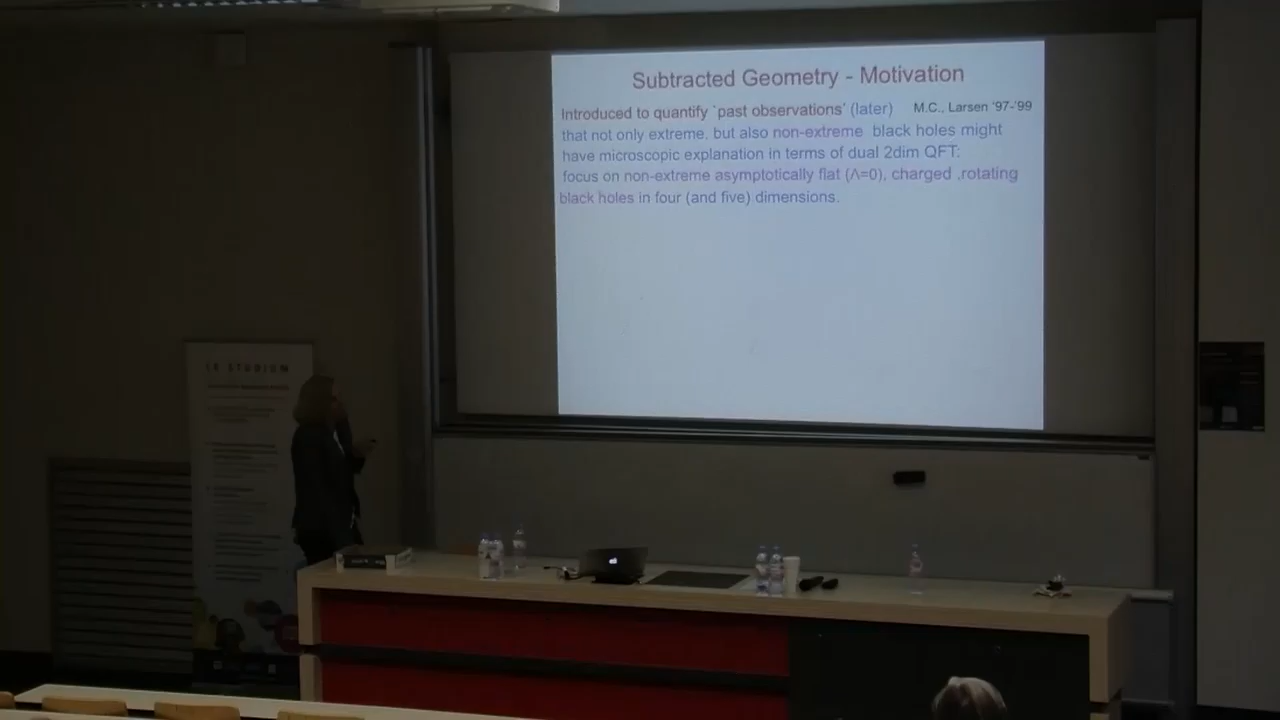 Subtracted Geometry - Motivation
Introduced to quantify `past observations' (later) M.C., Larsen '97-'99
that not only extreme, but also non-extreme black holes might
have microscopic explanation in terms of dual 2dim QFT:
focus on non-extreme asymptotically flat (Λ=0), charged .rotating
black holes in four (and five) dimensions.
LE STUDIUM